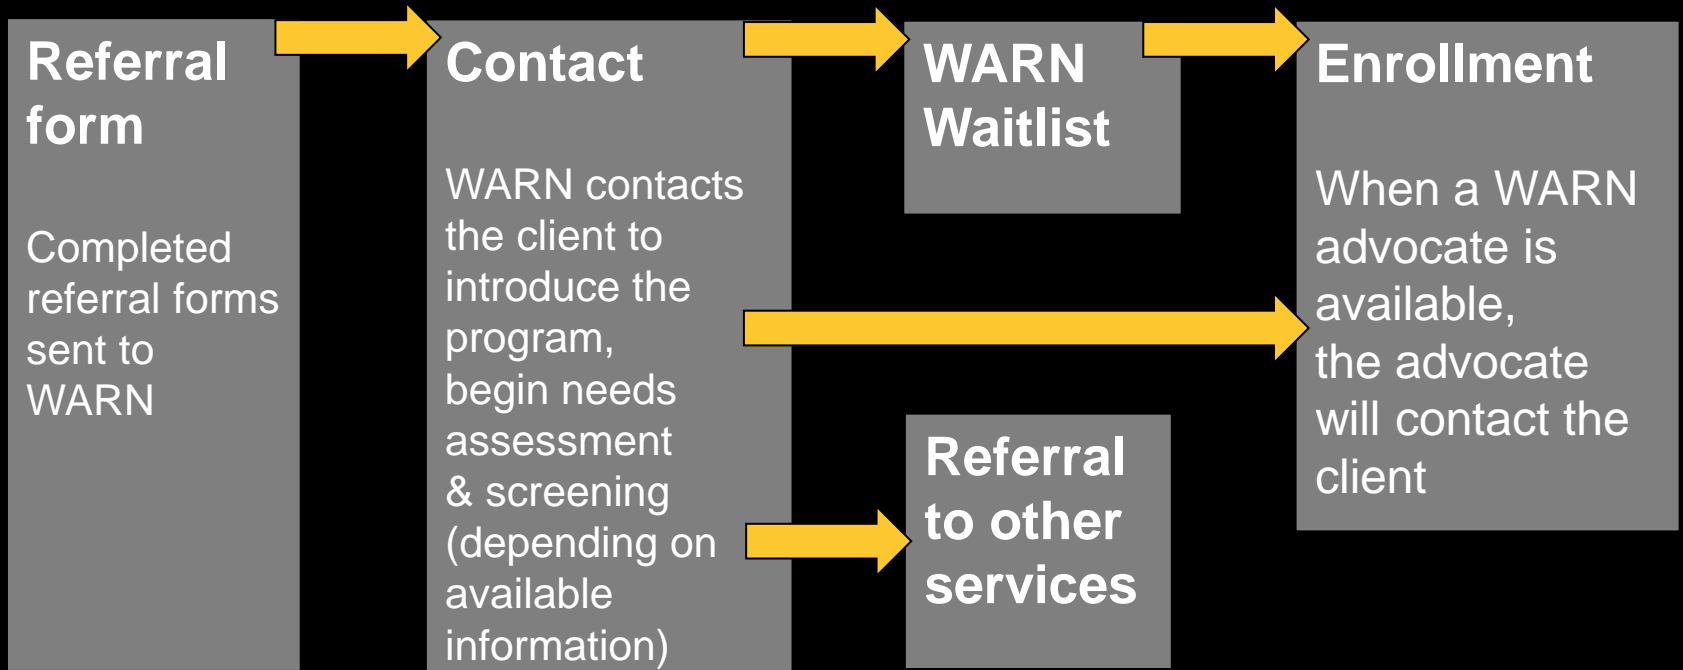 Referral
form
Completed
referral forms
sent to
WARN
Contact
WARN contacts
the client to
introduce the
program,
begin needs
assessment
& screening
(depending on
available
information)
WARN
Waitlist
Referral
to other
services
Enrollment
When a WARN
advocate is
available,
the advocate
will contact the
client